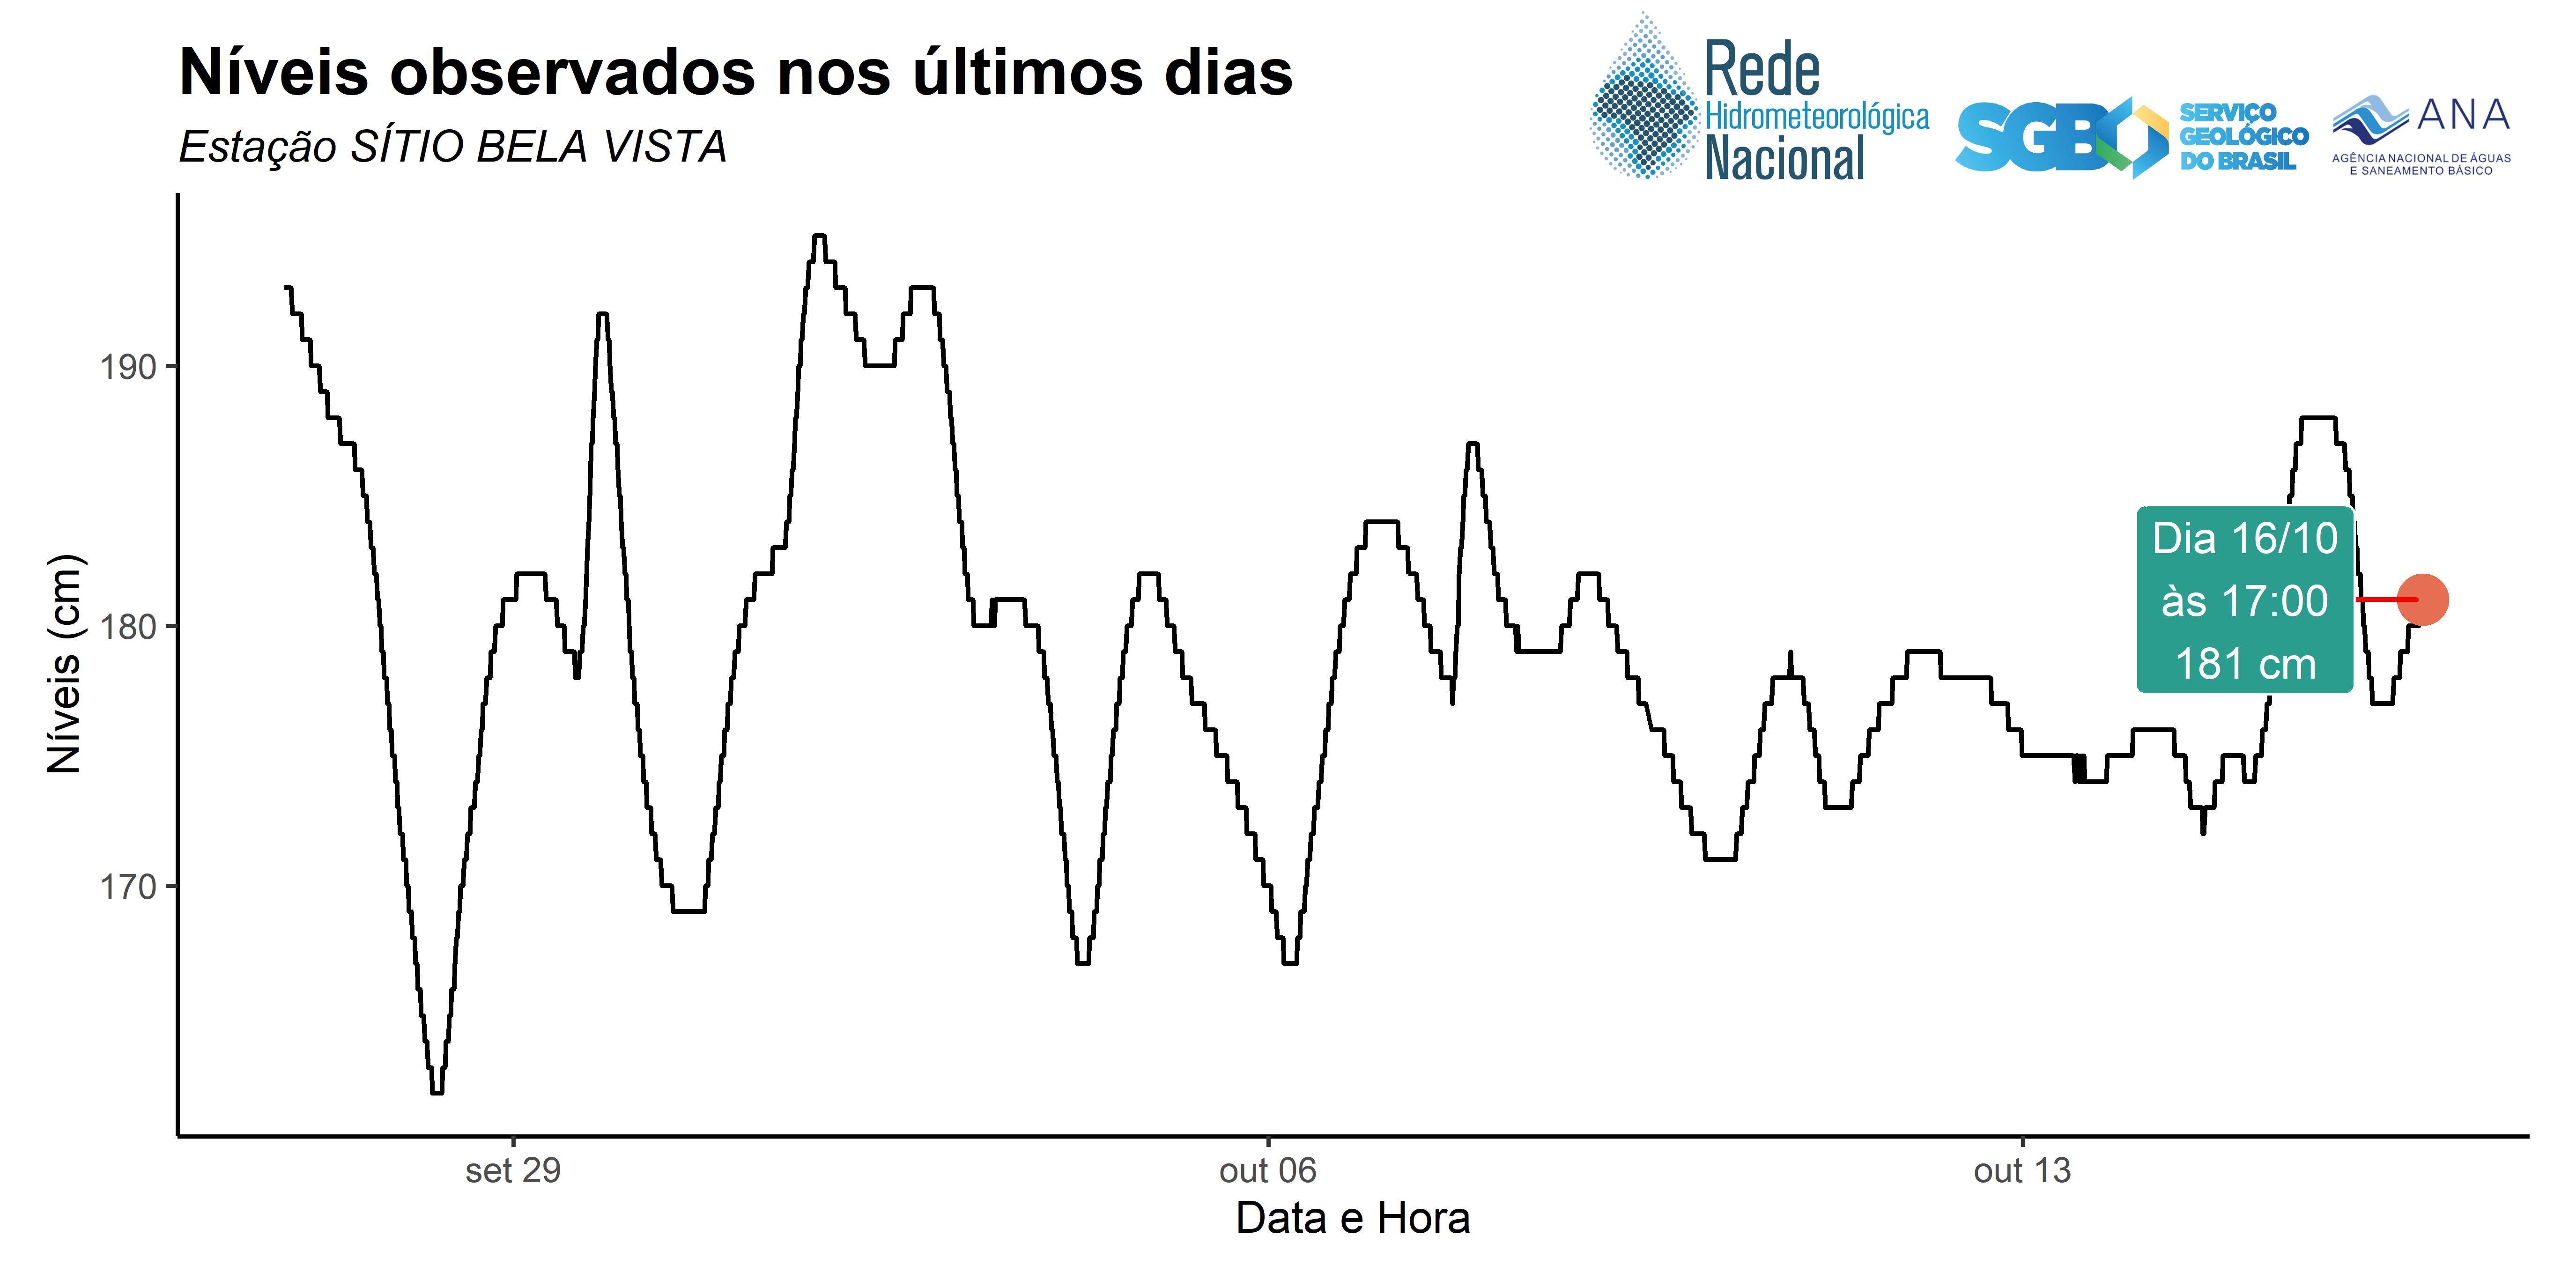 Níveis observados nos últimos dias
Estação SÍTIO BELA VISTA
Rede
Hidrometeorológica
Nacional
SGB
SERVIÇO
GEOLÓGICO
DO BRASIL
ANA
AGÊNCIA NACIONAL DE ÁGUAS
E SANEAMENTO BÁSICO
Níveis (cm)
190
180
170
Dia 16/10
às 17:00
181 cm
set 29
out 06
out 13
Data e Hora